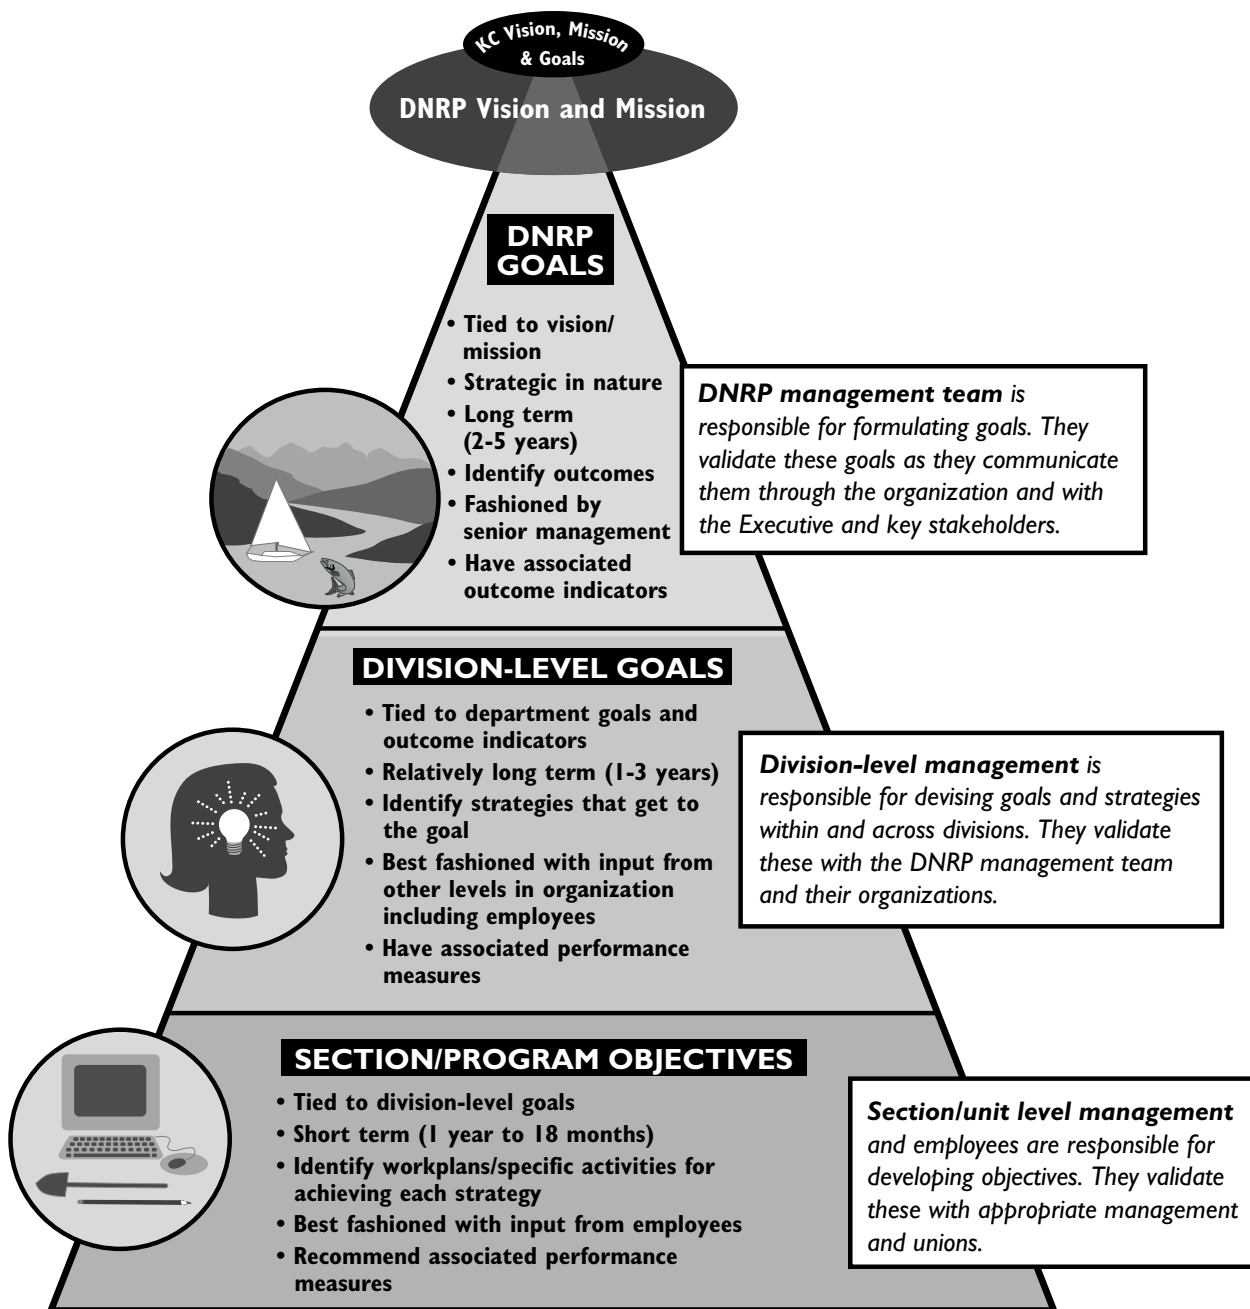 KC Vision, Mission
& Goals
DNRP Vision and Mission
DNRP
GOALS
• Tied to vision/
mission
• Strategic in nature
• Long term
(2-5 years)
• Identify outcomes
• Fashioned by
senior management
• Have associated
outcome indicators
DNRP management team is
responsible for formulating goals. They
validate these goals as they communicate
them through the organization and with
the Executive and key stakeholders.
DIVISION-LEVEL GOALS
• Tied to department goals and
outcome indicators
• Relatively long term (1-3 years)
• Identify strategies that get to
the goal
• Best fashioned with input from
other levels in organization
including employees
• Have associated performance
measures
Division-level management is
responsible for devising goals and strategies
within and across divisions. They validate
these with the DNRP management team
and their organizations.
SECTION/PROGRAM OBJECTIVES
• Tied to division-level goals
• Short term (1 year to 18 months)
• Identify workplans/specific activities for
achieving each strategy
• Best fashioned with input from employees
• Recommend associated performance
measures
Section/unit level management
and employees are responsible for
developing objectives. They validate
these with appropriate management
and unions.